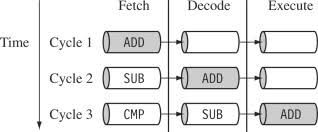 Fetch Decode Execute
Time Cycle 1 ADD
Cycle 2 SUB ADD
Cycle 3 CMP SUB ADD